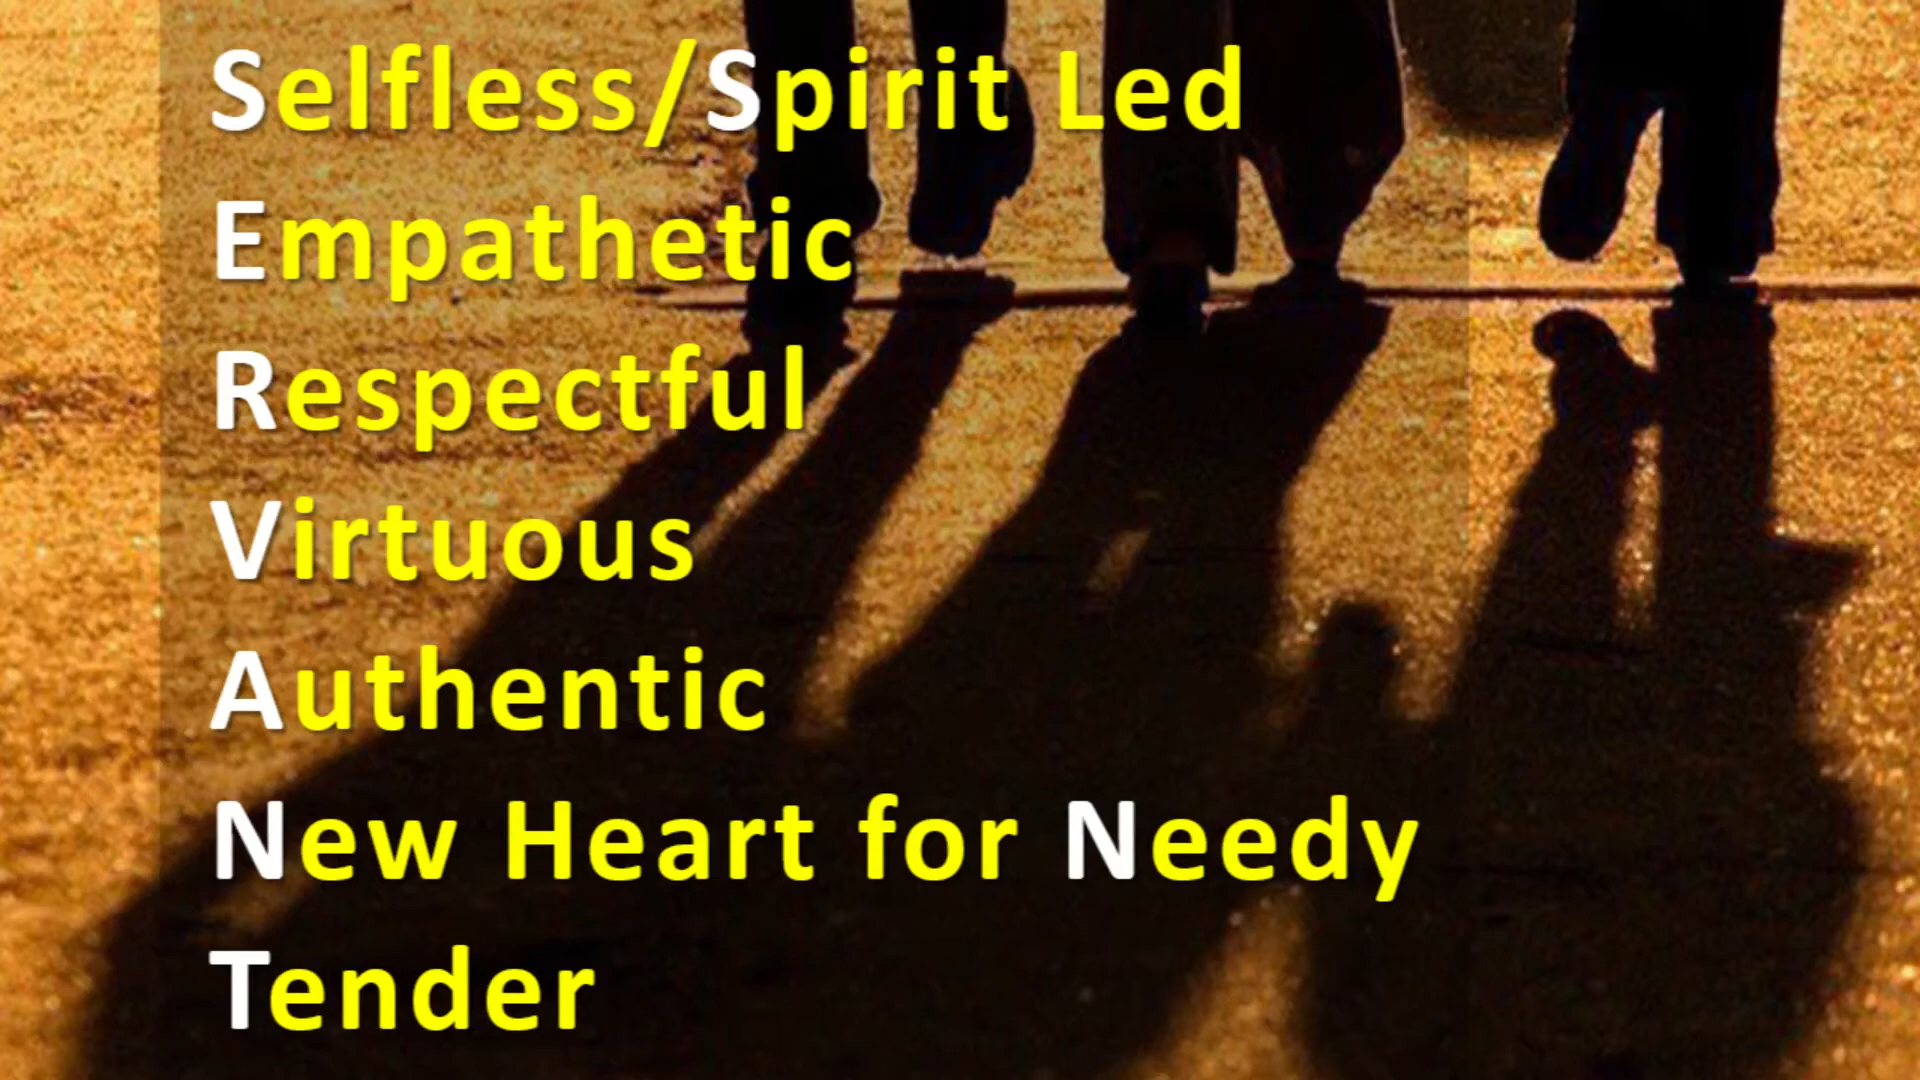 Selfless/Spirit Led
Empathetic
Respectful
Virtuous
Authentic
New Heart for Needy
Tender